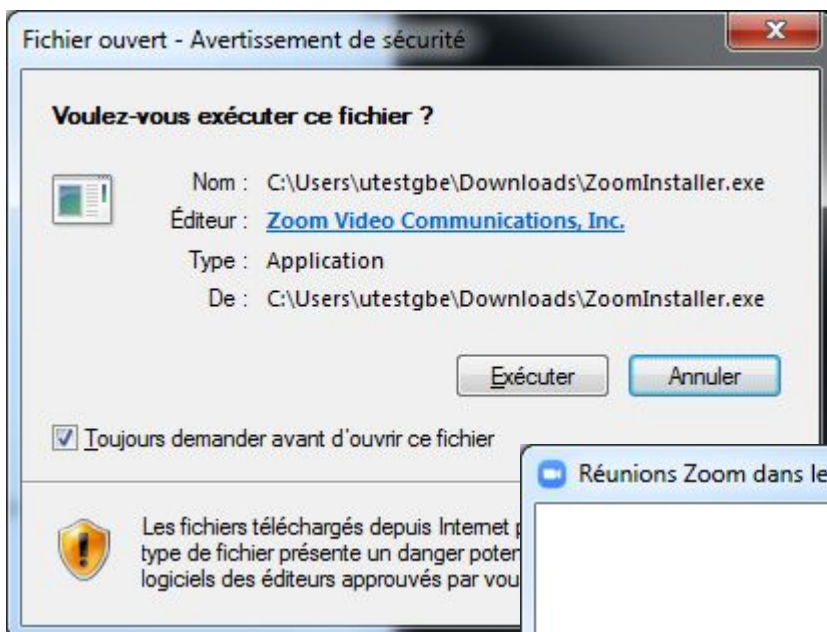 Fichier ouvert - Avertissement de sécurité
Voulez-vous exécuter ce fichier ?
Nom : C:\Users\utestgbe\Downloads\ZoomInstaller.exe
Éditeur : Zoom Video Communications, Inc.
Type : Application
De : C:\Users\utestgbe\Downloads\ZoomInstaller.exe
Exécuter Annuler
Toujours demander avant d'ouvrir ce fichier
Réunions Zoom dans le
Les fichiers téléchargés depuis Internet
type de fichier présente un danger
logiciels des éditeurs approuvés par